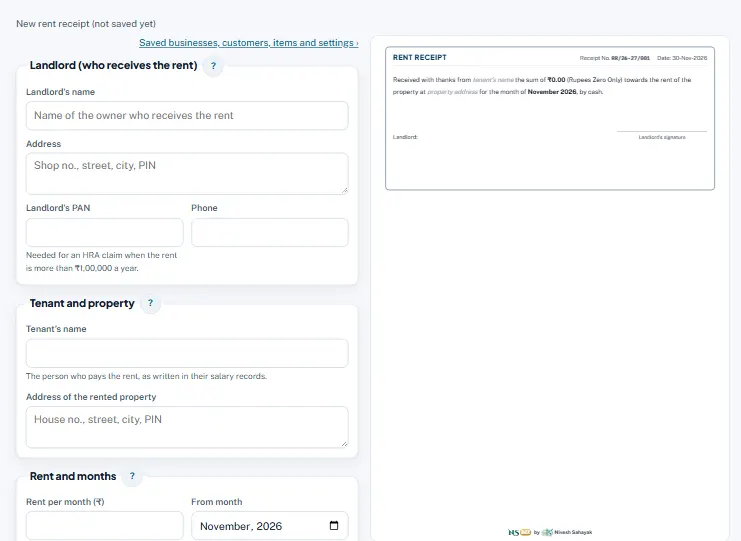 New rent receipt (not saved yet)
Saved businesses, customers, items and settings ›
Landlord (who receives the rent) ?
Landlord's name
Name of the owner who receives the rent
Address
Shop no., street, city, PIN
Landlord's PAN Phone
Needed for an HRA claim when the rent
is more than ₹1,00,000 a year.
Tenant and property ?
Tenant's name
The person who pays the rent, as written in their salary records.
Address of the rented property
House no., street, city, PIN
Rent and months ?
Rent per month (₹) From month
November, 2026
RENT RECEIPT Receipt No. RR/26-27/001 Date: 30-Nov-2026
Received with thanks from tenant's name the sum of ₹0.00 (Rupees Zero Only) towards the rent of the
property at property address for the month of November 2026, by cash.
Landlord:
Landlord's signature
by Nivesh Sahayak